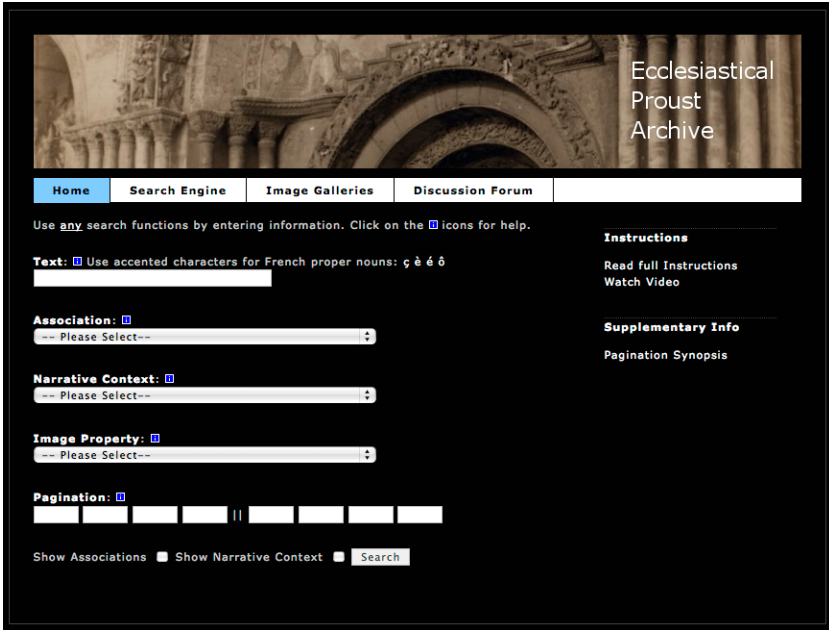 Ecclesiastical
Proust
Archive
Home Search Engine Image Galleries Discussion Forum
Use any search functions by entering information. Click on the i icons for help.
Text: i Use accented characters for French proper nouns: ç è é ô
Association: i
-- Please Select--
Narrative Context: i
-- Please Select--
Image Property: i
-- Please Select--
Pagination: i
||
Show Associations Show Narrative Context Search
Instructions
Read full Instructions
Watch Video
Supplementary Info
Pagination Synopsis